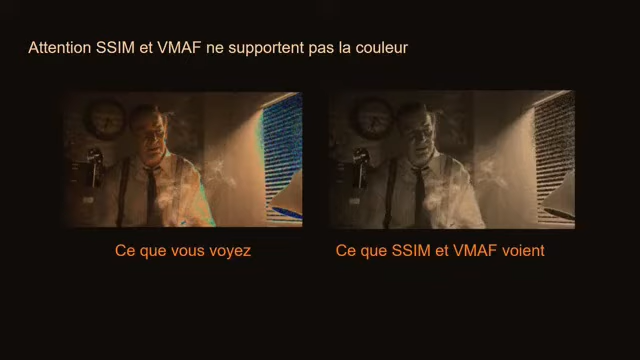 Attention SSIM et VMAF ne supportent pas la couleur
Ce que vous voyez
Ce que SSIM et VMAF voient